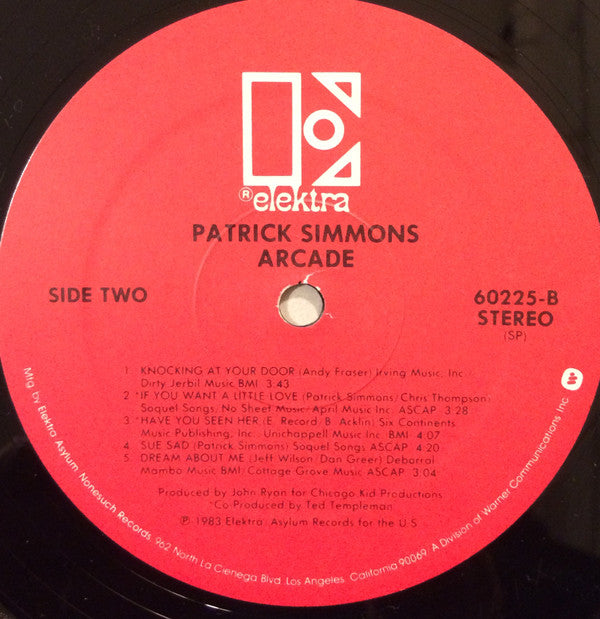 ® elektra
PATRICK SIMMONS
ARCADE
SIDE TWO
60225-B
STEREO
(SP)
1. KNOCKING AT YOUR DOOR (Andy Fraser) Irving Music, Inc.
Dirty Jerbil Music BMI 3:43
2. *IF YOU WANT A LITTLE LOVE (Patrick Simmons/Chris Thompson)
Soquel Songs/No Sheet Music/April Music Inc. ASCAP 3:28
3. *HAVE YOU SEEN HER (E. Record/B. Acklin) Six Continents
Music Publishing, Inc./Unichappell Music Inc. BMI 4:07
4. SUE SAD (Patrick Simmons) Soquel Songs ASCAP 4:20
5. DREAM ABOUT ME (Jeff Wilson/Dan Greer) Deborral
Mambo Music BMI/Cottage Grove Music ASCAP 3:04
Produced by John Ryan for Chicago Kid Productions
*Co-Produced by Ted Templeman
℗ 1983 Elektra/Asylum Records for the U.S.
Mfg by Elektra/Asylum/Nonesuch Records, 962 North La Cienega Blvd. Los Angeles, California 90069. A Division of Warner Communications Inc.